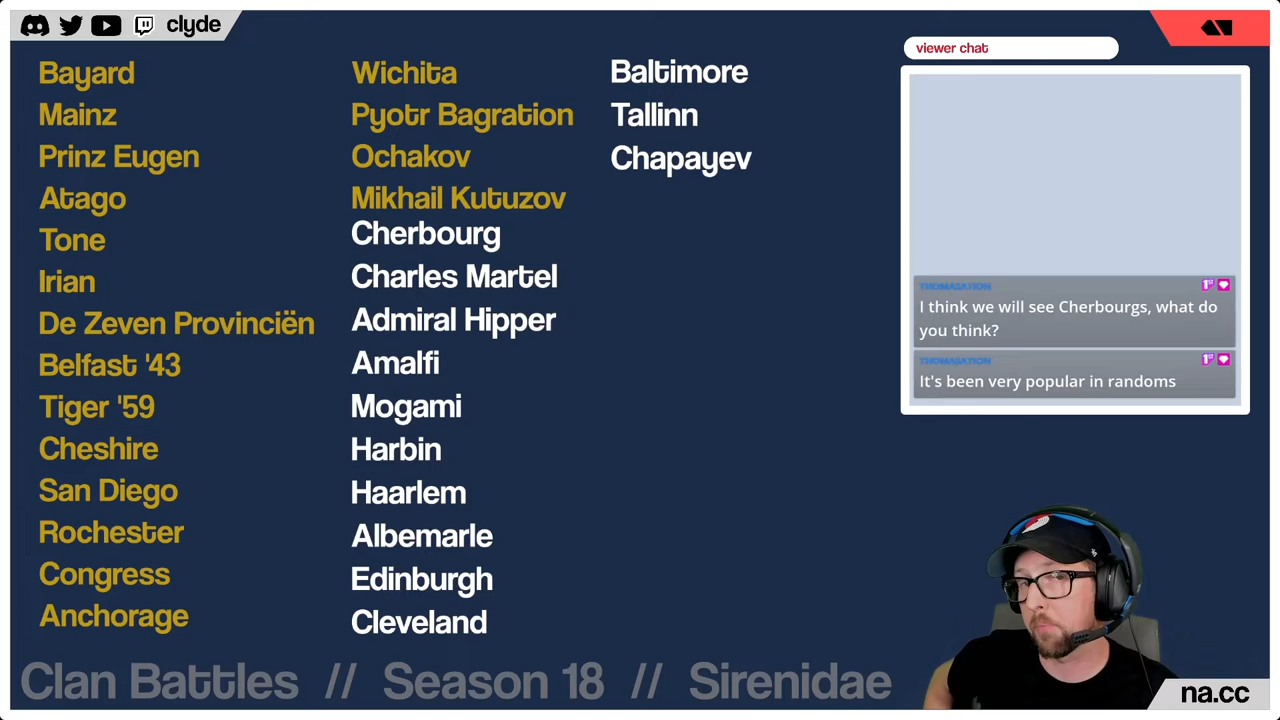 clyde
Bayard
Mainz
Prinz Eugen
Atago
Tone
Irian
De Zeven Provinciën
Belfast '43
Tiger '59
Cheshire
San Diego
Rochester
Congress
Anchorage
Wichita
Pyotr Bagration
Ochakov
Mikhail Kutuzov
Cherbourg
Charles Martel
Admiral Hipper
Amalfi
Mogami
Harbin
Haarlem
Albemarle
Edinburgh
Cleveland
Baltimore
Tallinn
Chapayev
viewer chat
THOMASATION
I think we will see Cherbourgs, what do
you think?
THOMASATION
It's been very popular in randoms
Clan Battles // Season 18 // Sirenidae
na.cc